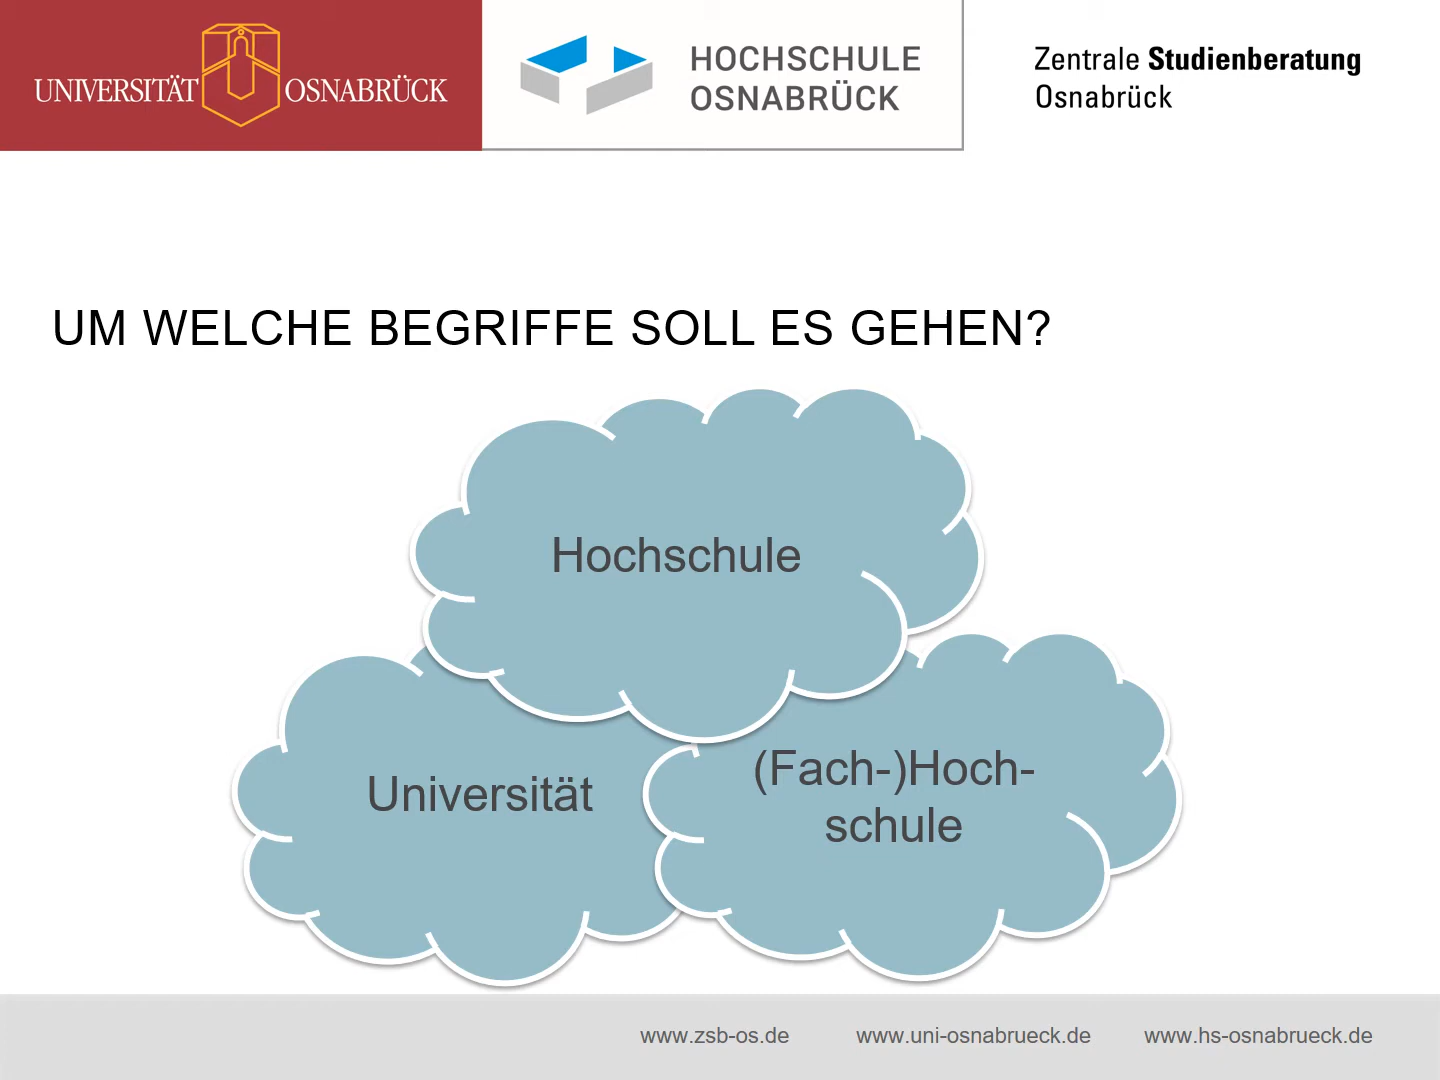 UNIVERSITÄT OSNABRÜCK
HOCHSCHULE
OSNABRÜCK
Zentrale Studienberatung
Osnabrück
UM WELCHE BEGRIFFE SOLL ES GEHEN?
Hochschule
Universität
(Fach-)Hoch-
schule
www.zsb-os.de www.uni-osnabrueck.de www.hs-osnabrueck.de